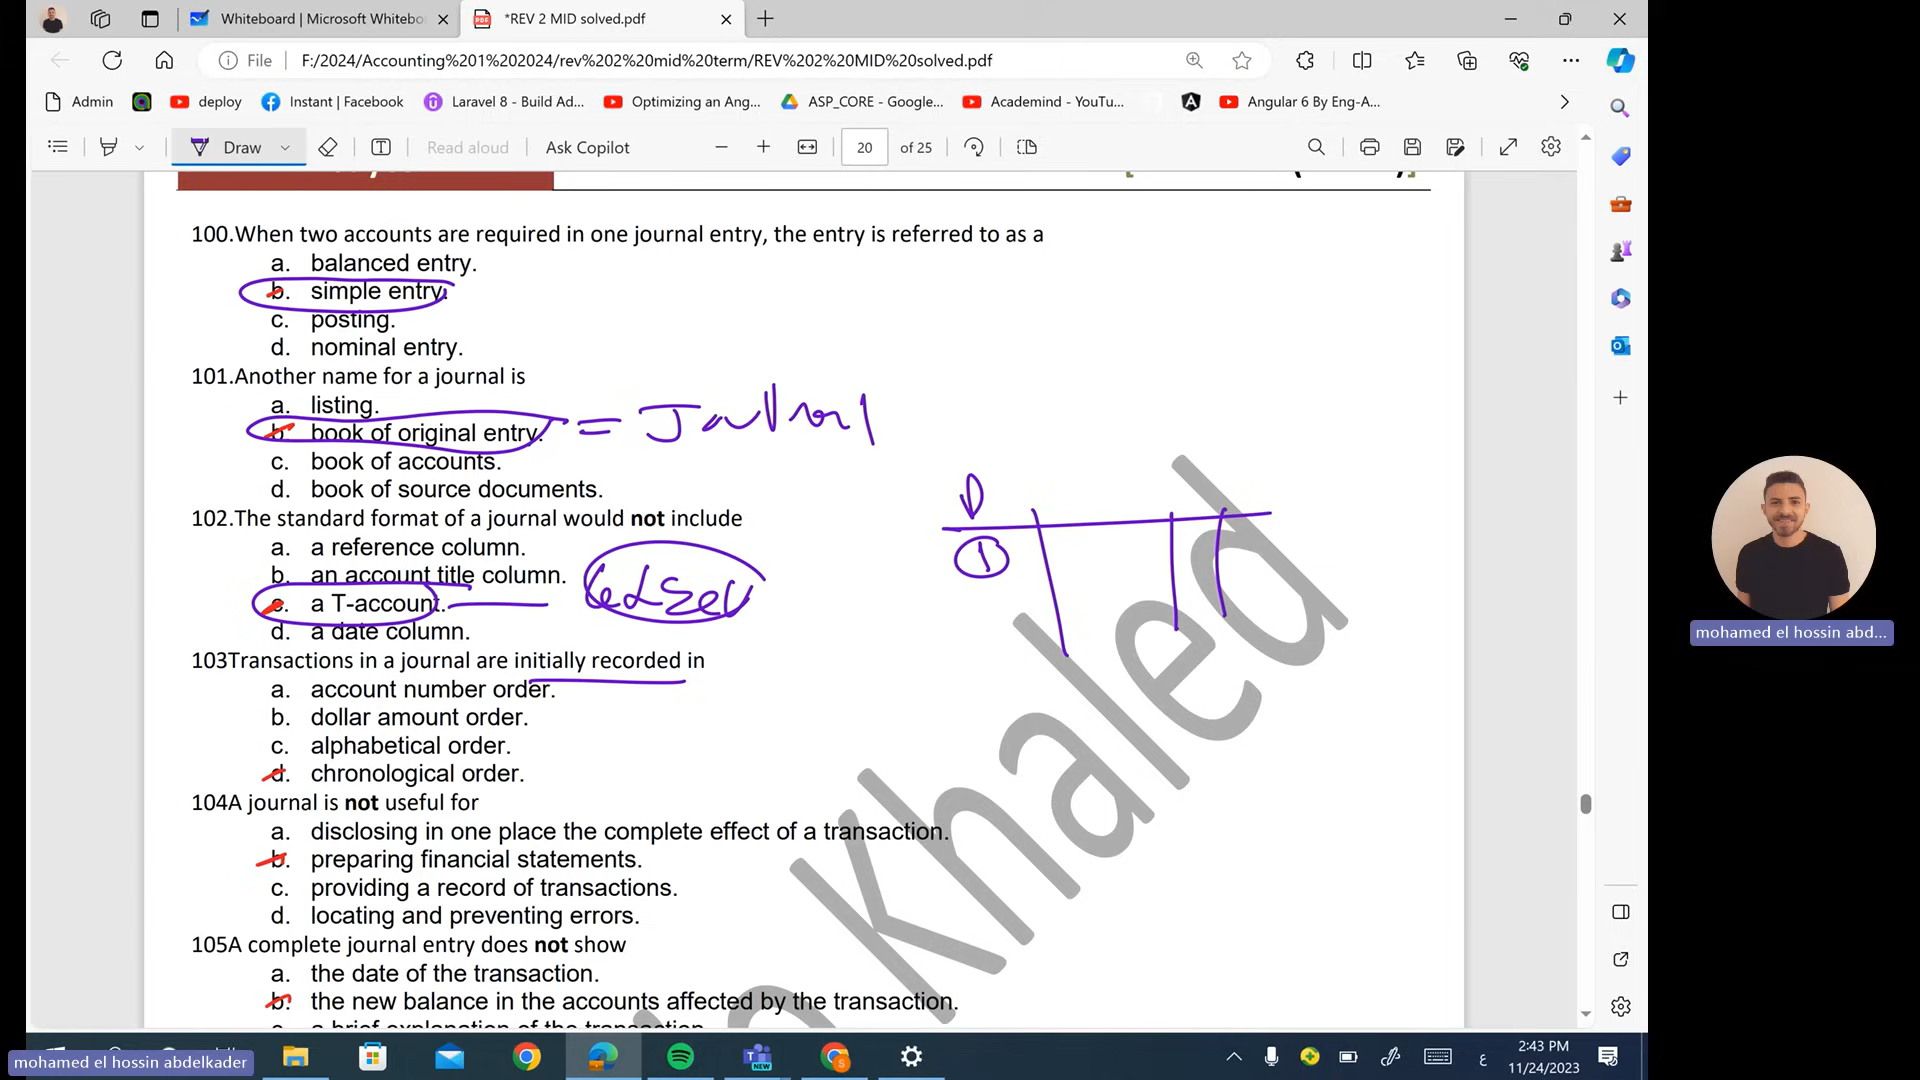 Whiteboard | Microsoft Whitebo
*REV 2 MID solved.pdf
File F:/2024/Accounting%201%202024/rev%202%20mid%20term/REV%202%20MID%20solved.pdf
Admin deploy Instant | Facebook Laravel 8 - Build Ad... Optimizing an Ang... ASP_CORE - Google... Academind - YouTu... Angular 6 By Eng-A...
Draw Read aloud Ask Copilot 20 of 25
100.When two accounts are required in one journal entry, the entry is referred to as a
a. balanced entry.
b. simple entry.
c. posting.
d. nominal entry.
101.Another name for a journal is
a. listing.
b. book of original entry. = Journal
c. book of accounts.
d. book of source documents.
102.The standard format of a journal would not include
a. a reference column.
b. an account title column.
c. a T-account.
d. a date column.
103Transactions in a journal are initially recorded in
a. account number order.
b. dollar amount order.
c. alphabetical order.
d. chronological order.
104A journal is not useful for
a. disclosing in one place the complete effect of a transaction.
b. preparing financial statements.
c. providing a record of transactions.
d. locating and preventing errors.
105A complete journal entry does not show
a. the date of the transaction.
b. the new balance in the accounts affected by the transaction.
D
1
Khaled
mohamed el hossin abd...
mohamed el hossin abdelkader
NEW
ع
2:43 PM
11/24/2023